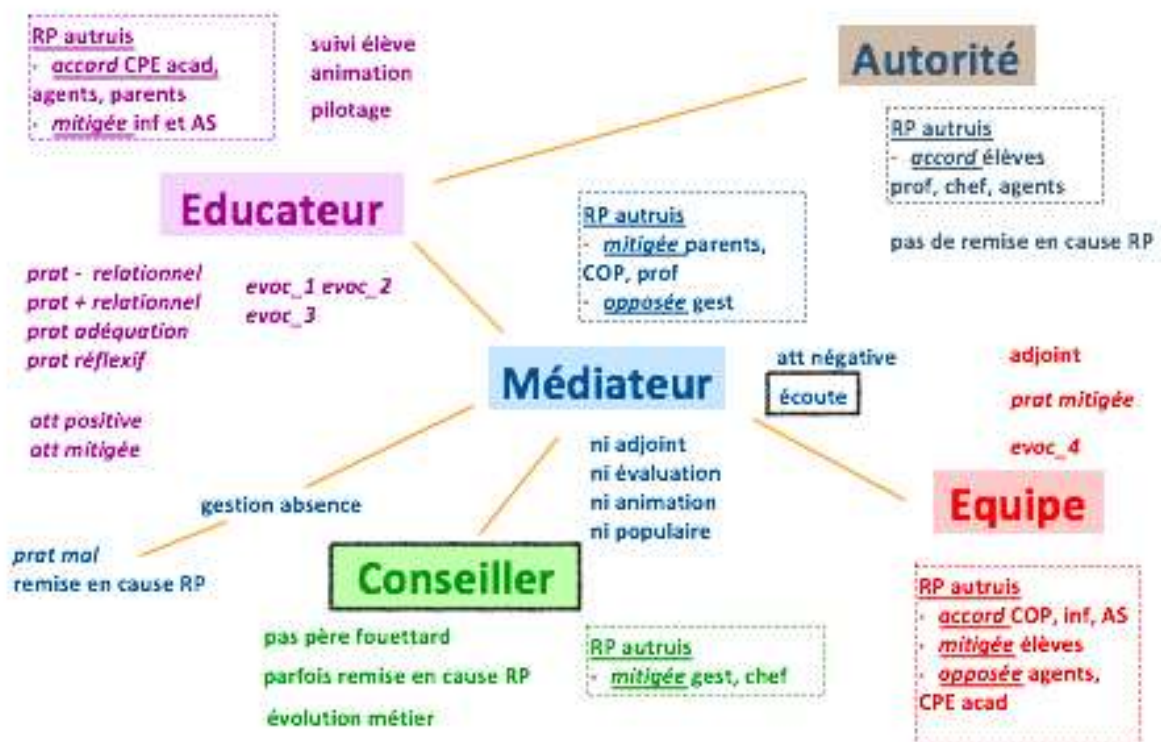 RP autruis
- accord CPE acad,
agents, parents
- mitigée inf et AS
suivi élève
animation
pilotage
Autorité
RP autruis
- accord élèves
prof, chef, agents
pas de remise en cause RP
Educateur
RP autruis
- mitigée parents,
COP, prof
- opposée gest
prat - relationnel
prat + relationnel
prat adéquation
prat réflexif
evoc_1 evoc_2
evoc_3
att positive
att mitigée
Médiateur
att négative
écoute
adjoint
prat mitigée
evoc_4
ni adjoint
ni évaluation
ni animation
ni populaire
gestion absence
prat mal
remise en cause RP
Equipe
Conseiller
pas père fouettard
parfois remise en cause RP
évolution métier
RP autruis
- mitigée gest, chef
RP autruis
- accord COP, inf, AS
- mitigée élèves
- opposée agents,
CPE acad